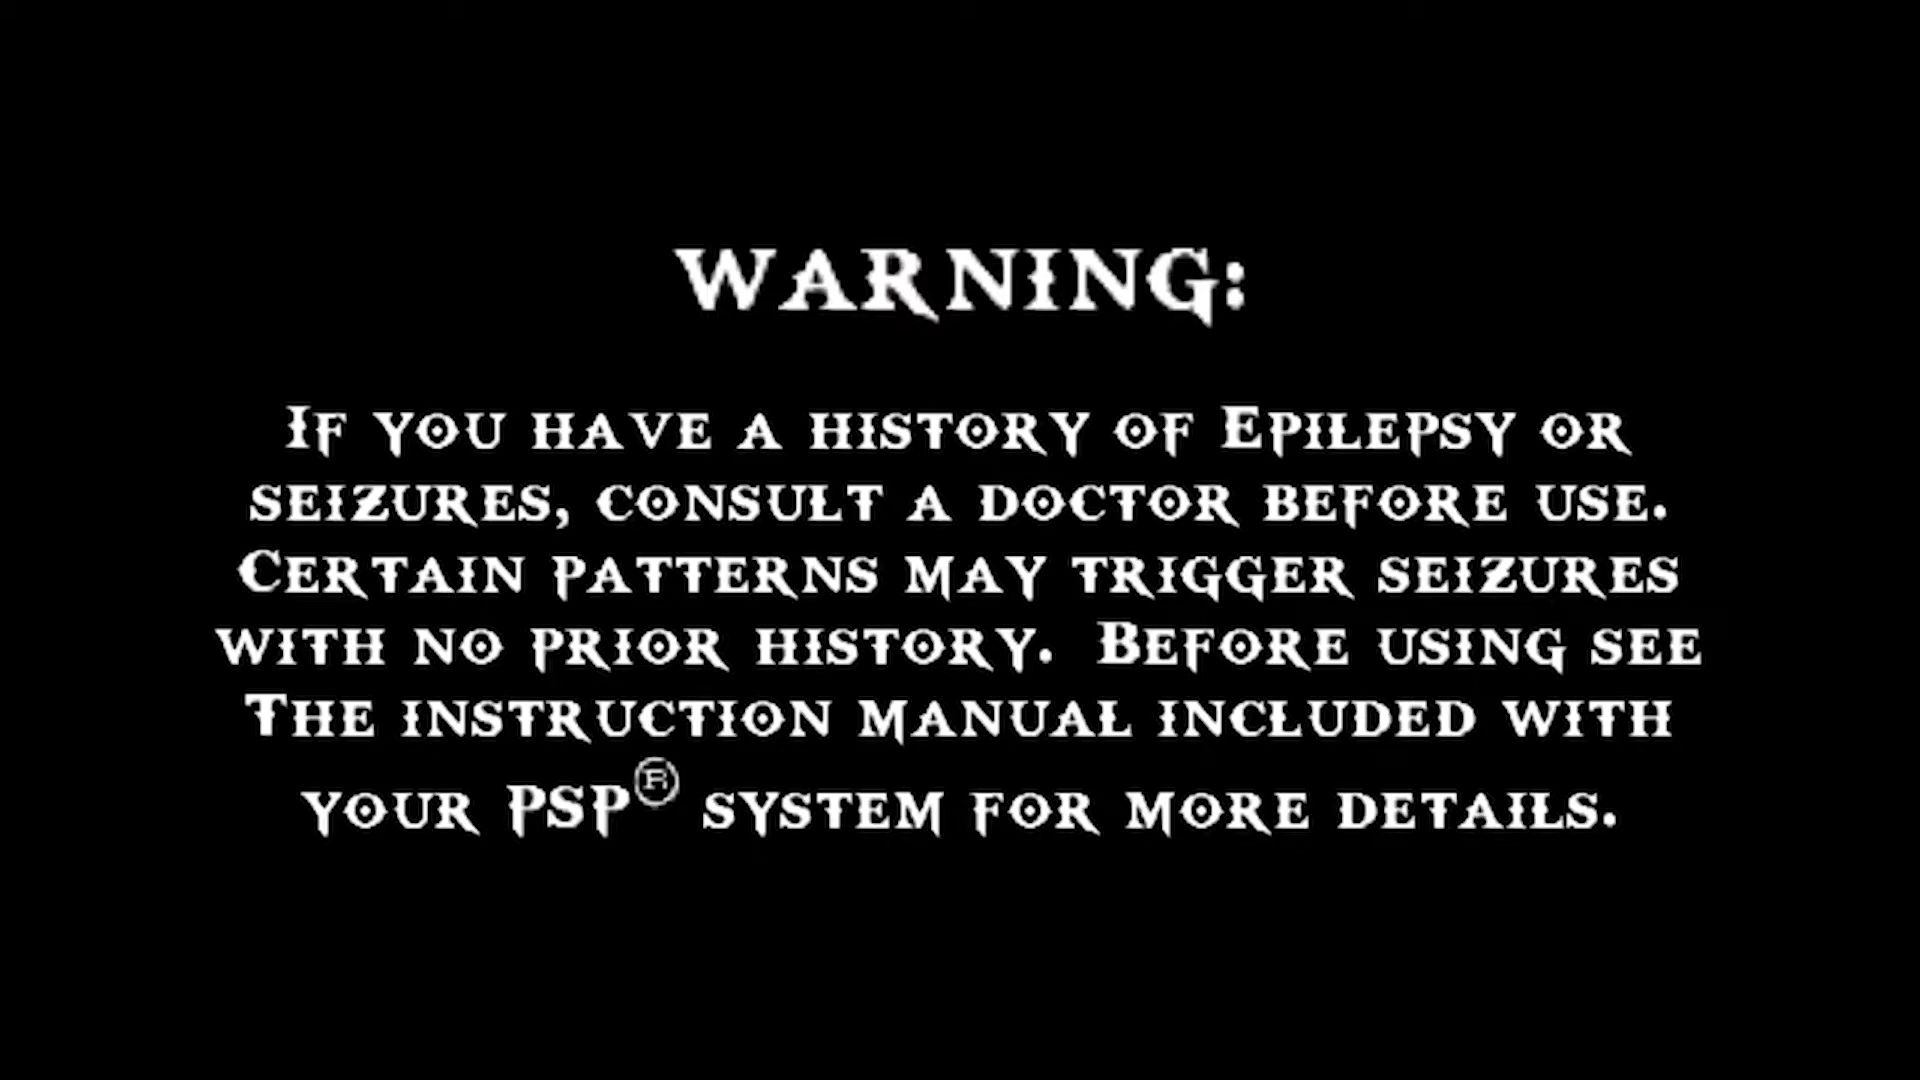 WARNING:
If you have a history of Epilepsy or
seizures, consult a doctor before use.
Certain patterns may trigger seizures
with no prior history.  Before using see
The instruction manual included with
your PSP® system for more details.